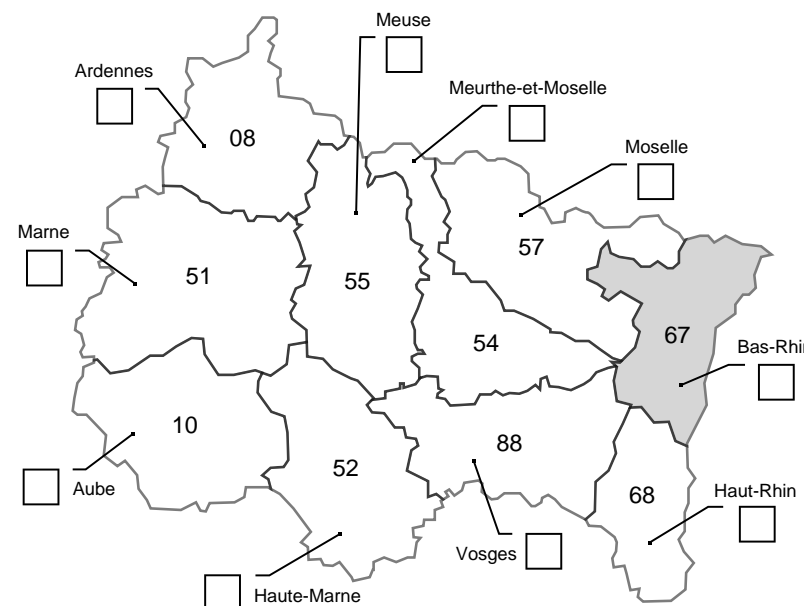 Meuse
Ardennes
Meurthe-et-Moselle
08
Moselle
Marne
57
51
55
67
54
Bas-Rhin
10
88
52
Aube
68
Haut-Rhin
Vosges
Haute-Marne